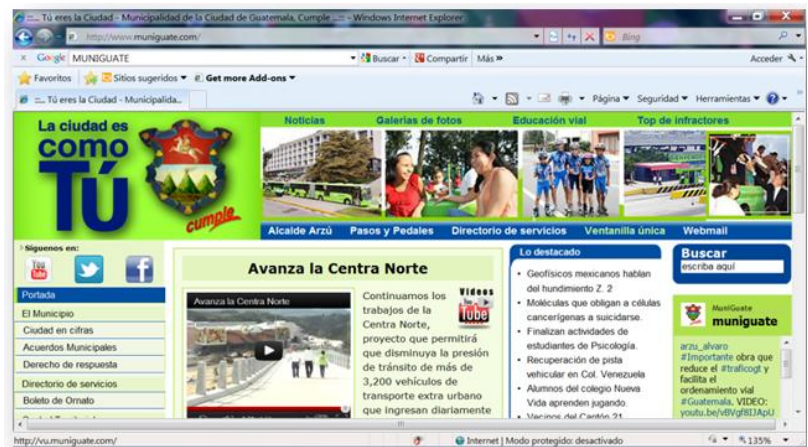 ::... Tú eres la Ciudad - Municipalidad de la Ciudad de Guatemala, Cumple ...:: - Windows Internet Explorer
http://www.muniguate.com/
Bing
Google
MUNIGUATE
Buscar
Compartir
Más »
Acceder
Favoritos
Sitios sugeridos
Get more Add-ons
::... Tú eres la Ciudad - Municipalida...
Página
Seguridad
Herramientas
La ciudad es
como
Tú
cumple
Noticias
Galerías de fotos
Educación vial
Top de infractores
Alcalde Arzú
Pasos y Pedales
Directorio de servicios
Ventanilla única
Webmail
Síguenos en:
You
Tube
Portada
El Municipio
Ciudad en cifras
Acuerdos Municipales
Derecho de respuesta
Directorio de servicios
Boleto de Ornato
Avanza la Centra Norte
Avanza la Centra Norte
Videos
You
Tube
Continuamos los
trabajos de la
Centra Norte,
proyecto que permitirá
que disminuya la presión
de tránsito de más de
3,200 vehículos de
transporte extra urbano
que ingresan diariamente
Lo destacado
Geofísicos mexicanos hablan
del hundimiento Z. 2
Moléculas que obligan a células
cancerígenas a suicidarse.
Finalizan actividades de
estudiantes de Psicología.
Recuperación de pista
vehicular en Col. Venezuela
Alumnos del colegio Nueva
Vida aprenden jugando.
Vecinos del Cantón 21
Buscar
escriba aquí
MuniGuate
muniguate
arzu_alvaro
#Importante obra que
reduce el #traficogt y
facilita el
ordenamiento vial
#Guatemala. VIDEO:
youtu.be/vBVgf8IJApU
http://vu.muniguate.com/
Internet | Modo protegido: desactivado
135%